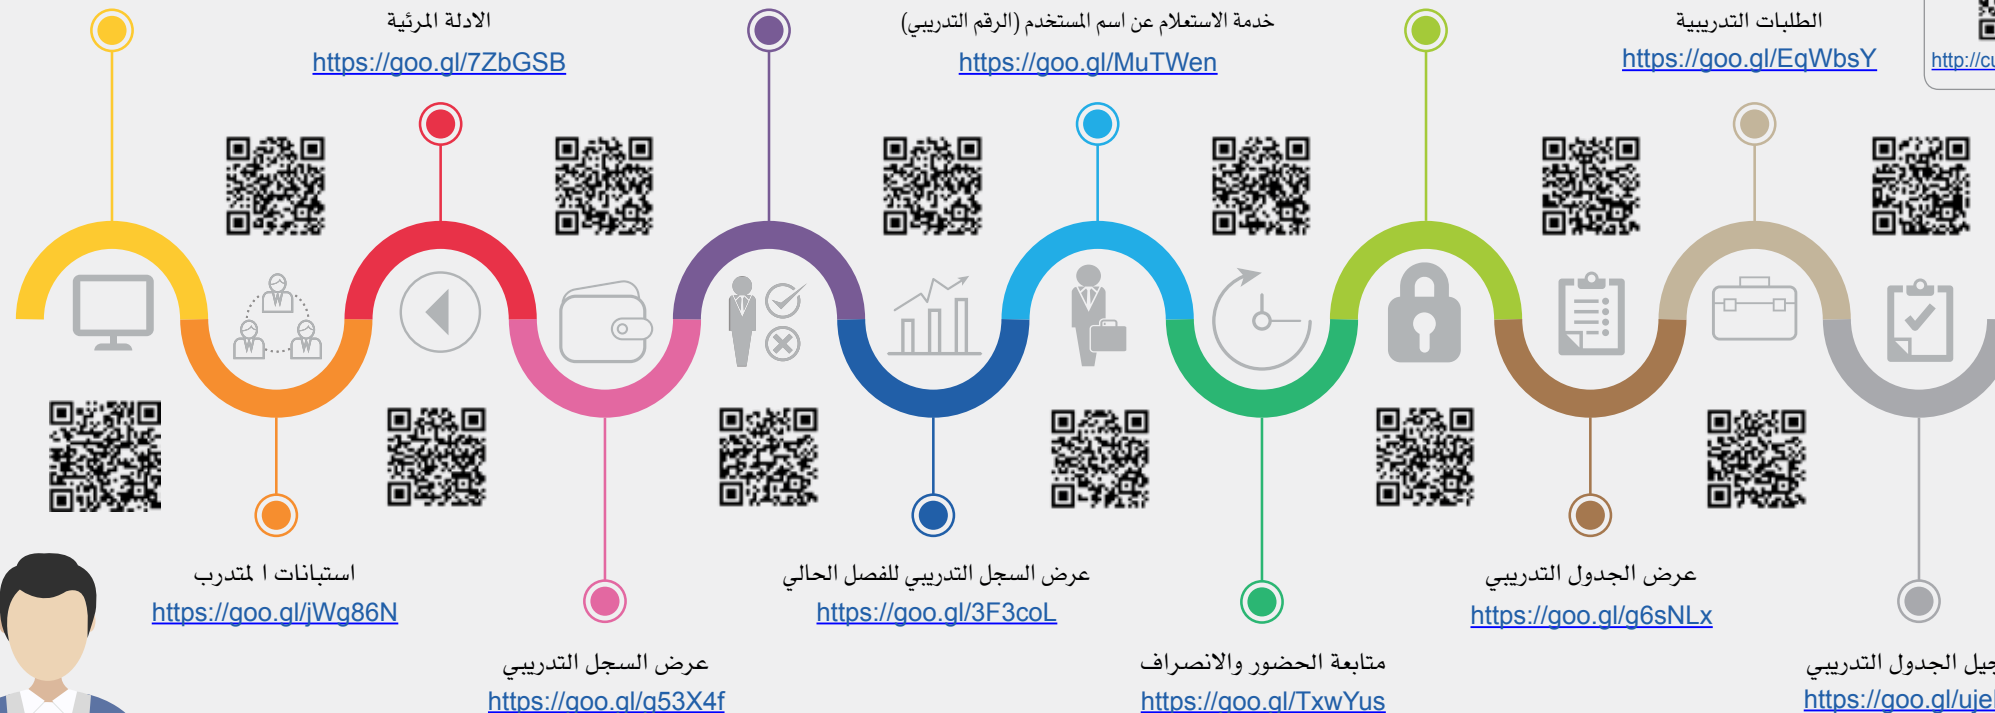 الادلة المرئية
https://goo.gl/7ZbGSB
خدمة الاستعلام عن اسم المستخدم (الرقم التدريبي)
https://goo.gl/MuTWen
الطلبات التدريبية
https://goo.gl/EqWbsY
استبانات ا لمتدرب
https://goo.gl/jWg86N
عرض السجل التدريبي للفصل الحالي
https://goo.gl/3F3coL
عرض الجدول التدريبي
https://goo.gl/g6sNLx
عرض السجل التدريبي
https://goo.gl/g53X4f
متابعة الحضور والانصراف
https://goo.gl/TxwYus
الجدول التدريبي